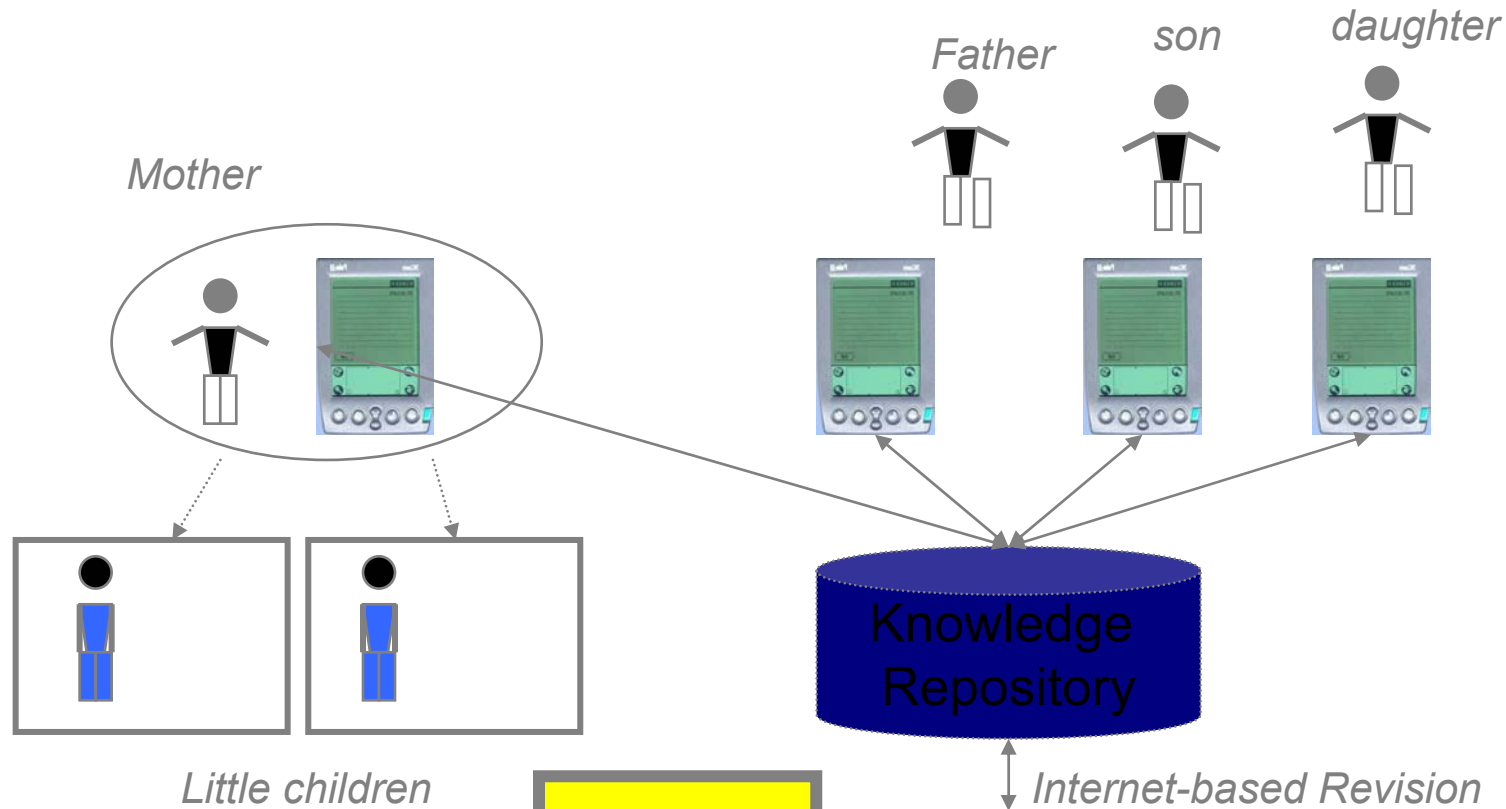 daughter
son
Father
Mother
Knowledge
Repository
Little children
Internet-based Revision